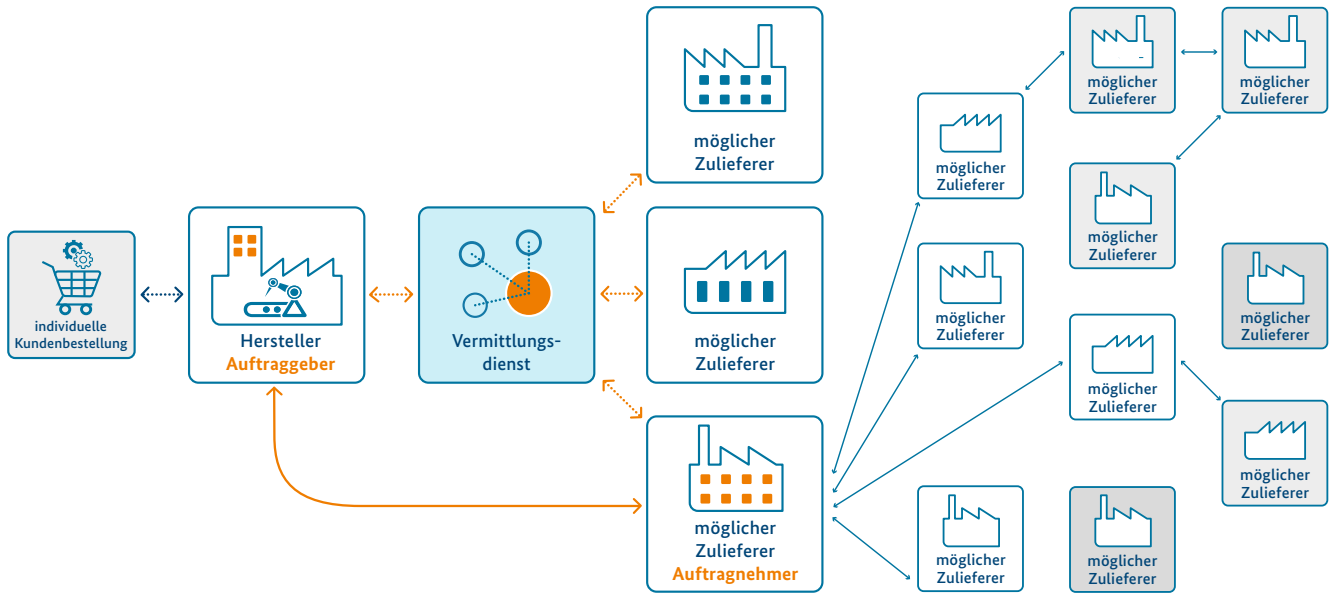 individuelle
Kundenbestellung
Hersteller
Auftraggeber
Vermittlungs-
dienst
möglicher
Zulieferer
möglicher
Zulieferer
möglicher
Zulieferer
Auftragnehmer
möglicher
Zulieferer
möglicher
Zulieferer
möglicher
Zulieferer
möglicher
Zulieferer
möglicher
Zulieferer
möglicher
Zulieferer
möglicher
Zulieferer
möglicher
Zulieferer
möglicher
Zulieferer
möglicher
Zulieferer
möglicher
Zulieferer